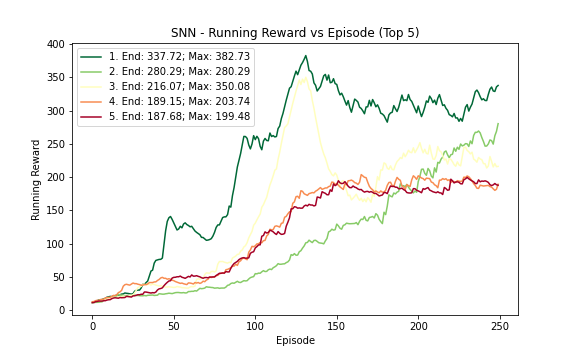 SNN - Running Reward vs Episode (Top 5)
400
350
300
250
200
150
100
50
0
Running Reward
1. End: 337.72; Max: 382.73
2. End: 280.29; Max: 280.29
3. End: 216.07; Max: 350.08
4. End: 189.15; Max: 203.74
5. End: 187.68; Max: 199.48
0 50 100 150 200 250
Episode